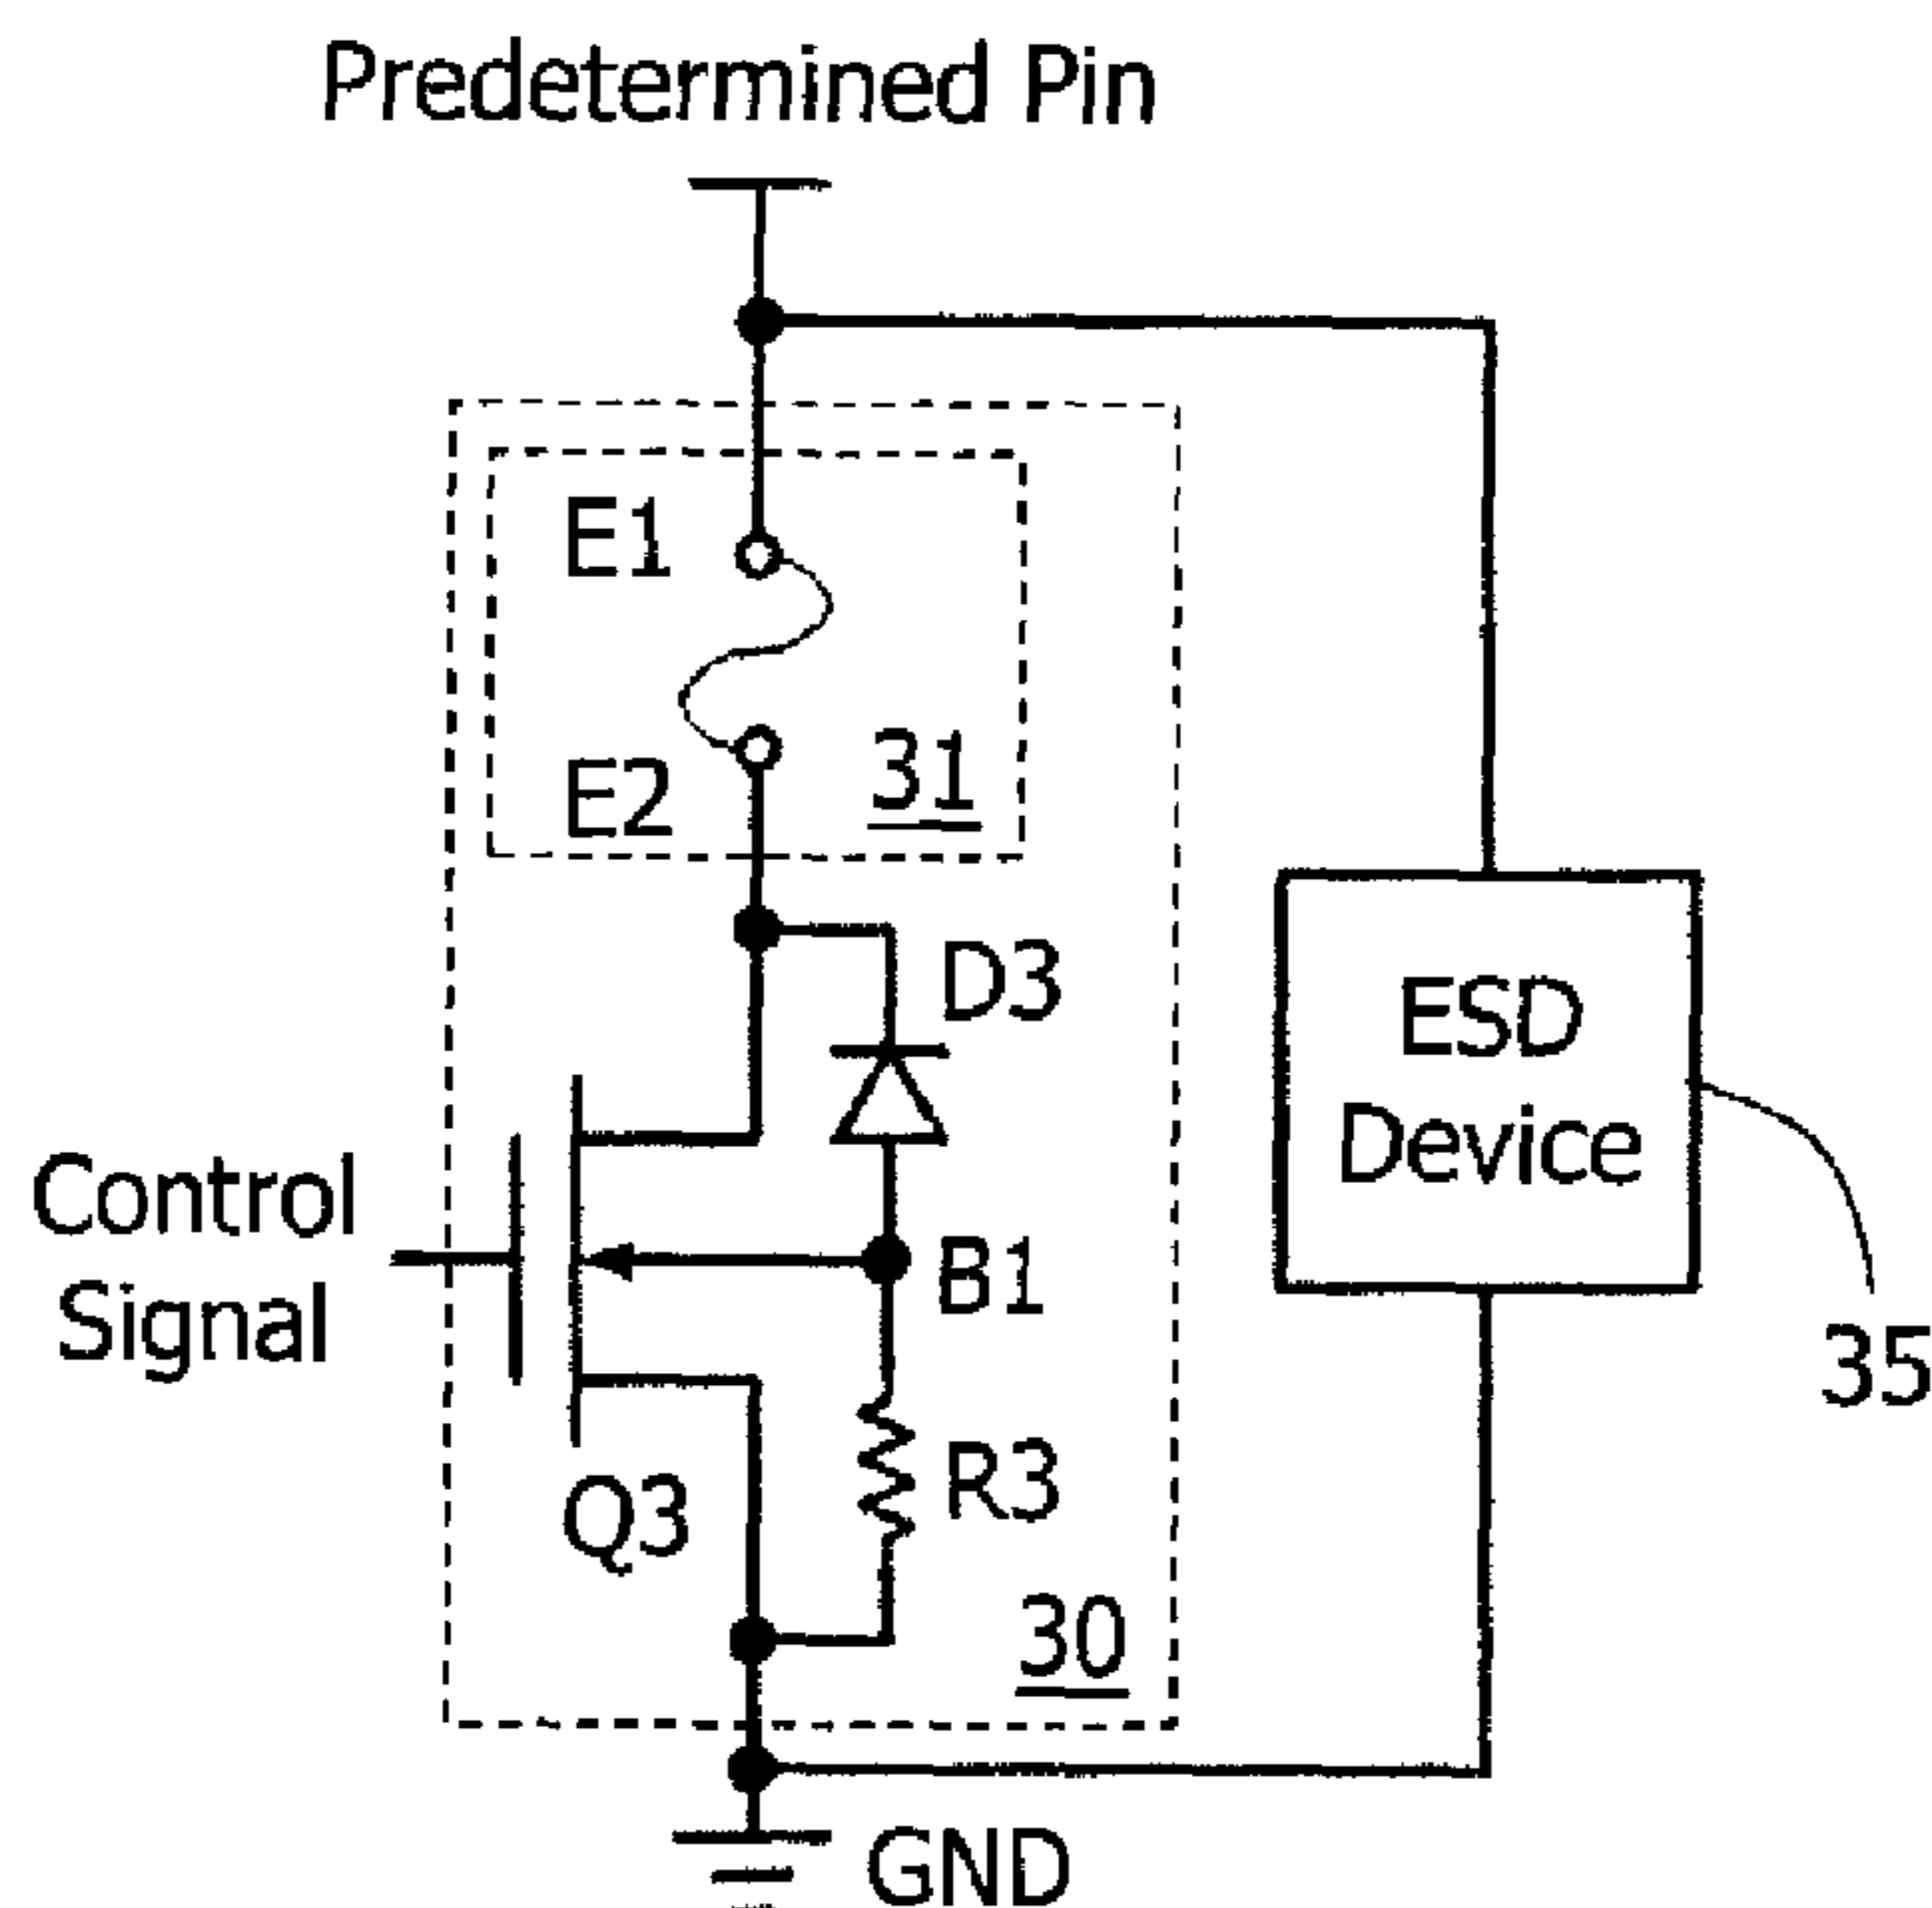 Predetermined Pin
E1
E2
31
D3
ESD
Device
Control
Signal
B1
35
Q3
R3
30
GND